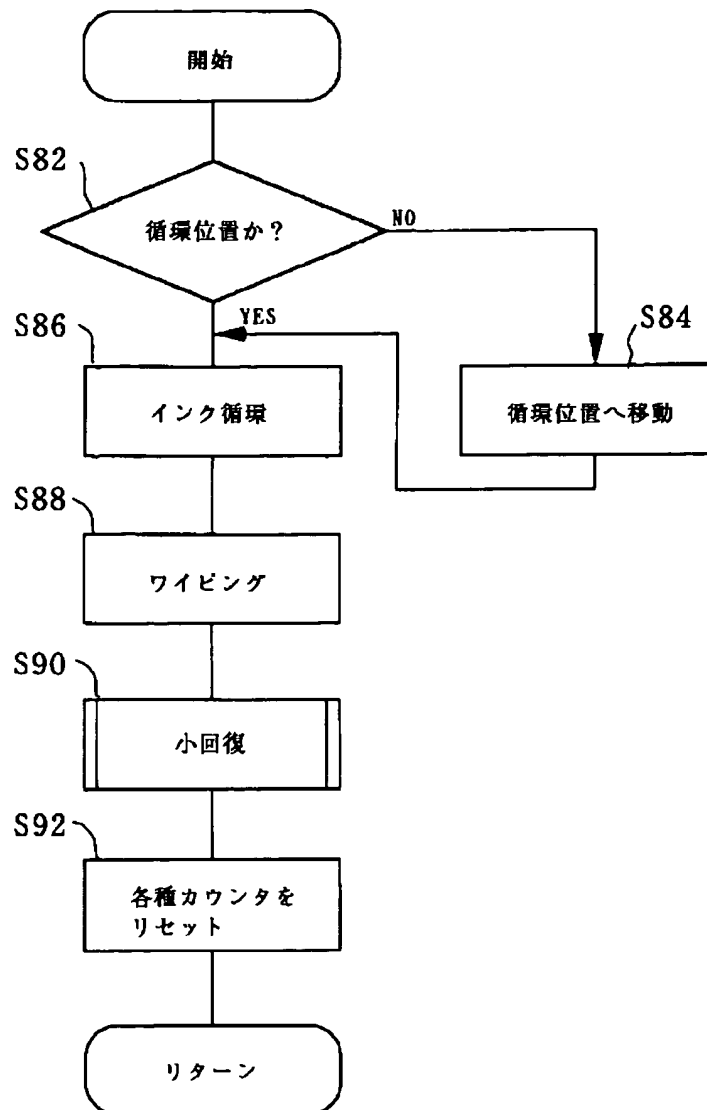 開始
S82
循環位置か?
NO
YES
S86
S84
インク循環
循環位置へ移動
S88
ワイピング
S90
小回復
S92
各種カウンタを
リセット
リターン